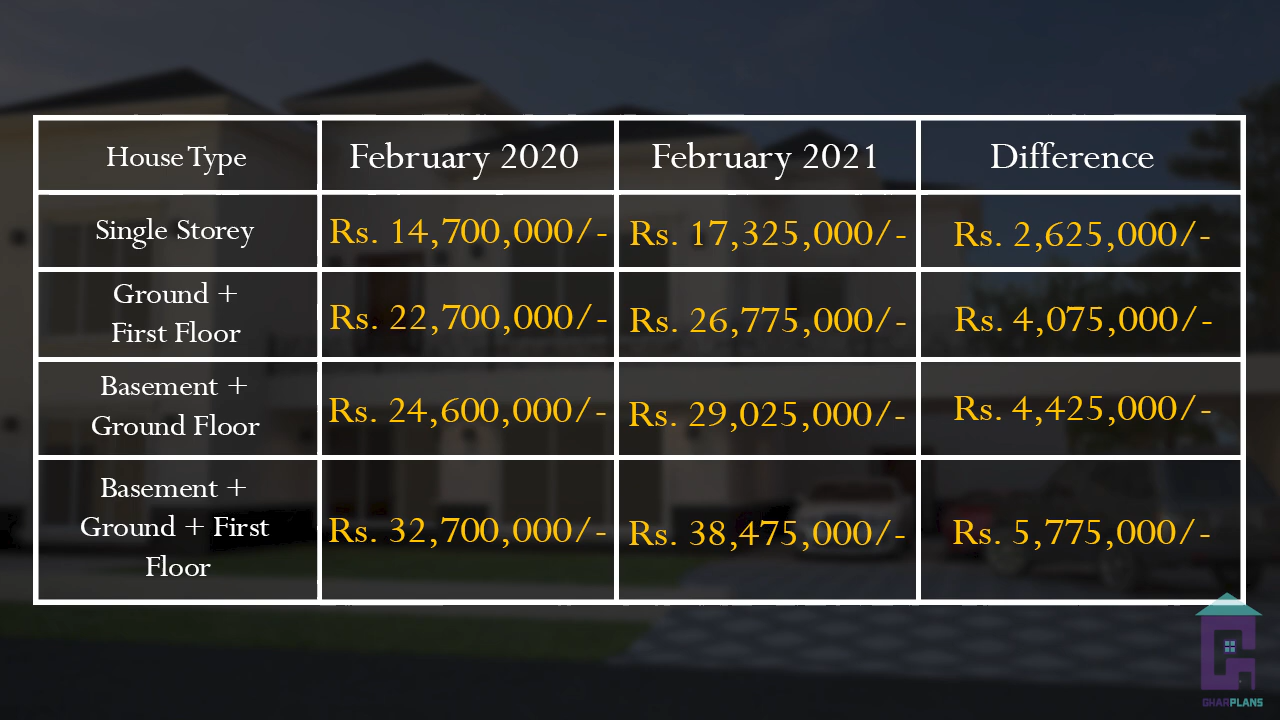 House Type
February 2020
February 2021
Difference
Single Storey
Rs. 14,700,000/-
Rs. 17,325,000/-
Rs. 2,625,000/-
Ground +
First Floor
Rs. 22,700,000/-
Rs. 26,775,000/-
Rs. 4,075,000/-
Basement +
Ground Floor
Rs. 24,600,000/-
Rs. 29,025,000/-
Rs. 4,425,000/-
Basement +
Ground + First
Floor
Rs. 32,700,000/-
Rs. 38,475,000/-
Rs. 5,775,000/-
GHARPLANS